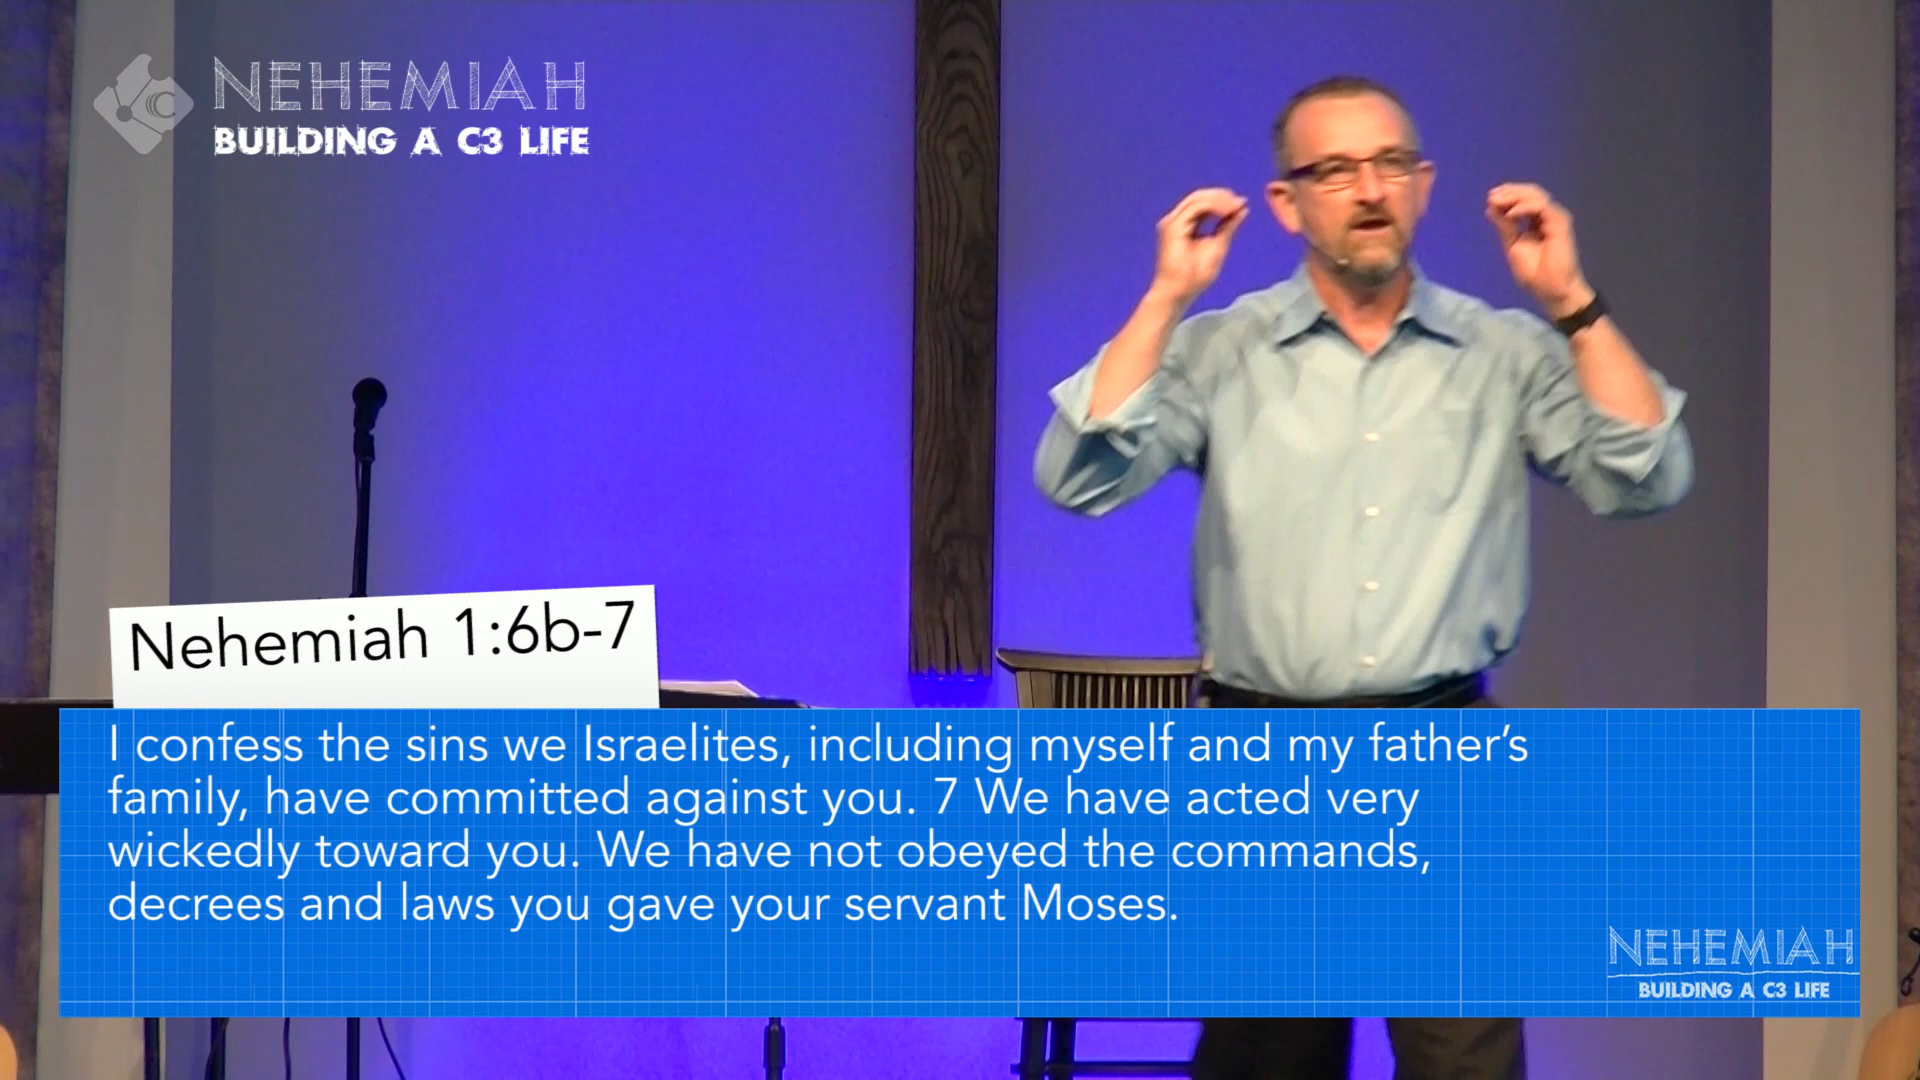 NEHEMIAH
BUILDING A C3 LIFE
Nehemiah 1:6b-7
I confess the sins we Israelites, including myself and my father’s
family, have committed against you. 7 We have acted very
wickedly toward you. We have not obeyed the commands,
decrees and laws you gave your servant Moses.
NEHEMIAH
BUILDING A C3 LIFE